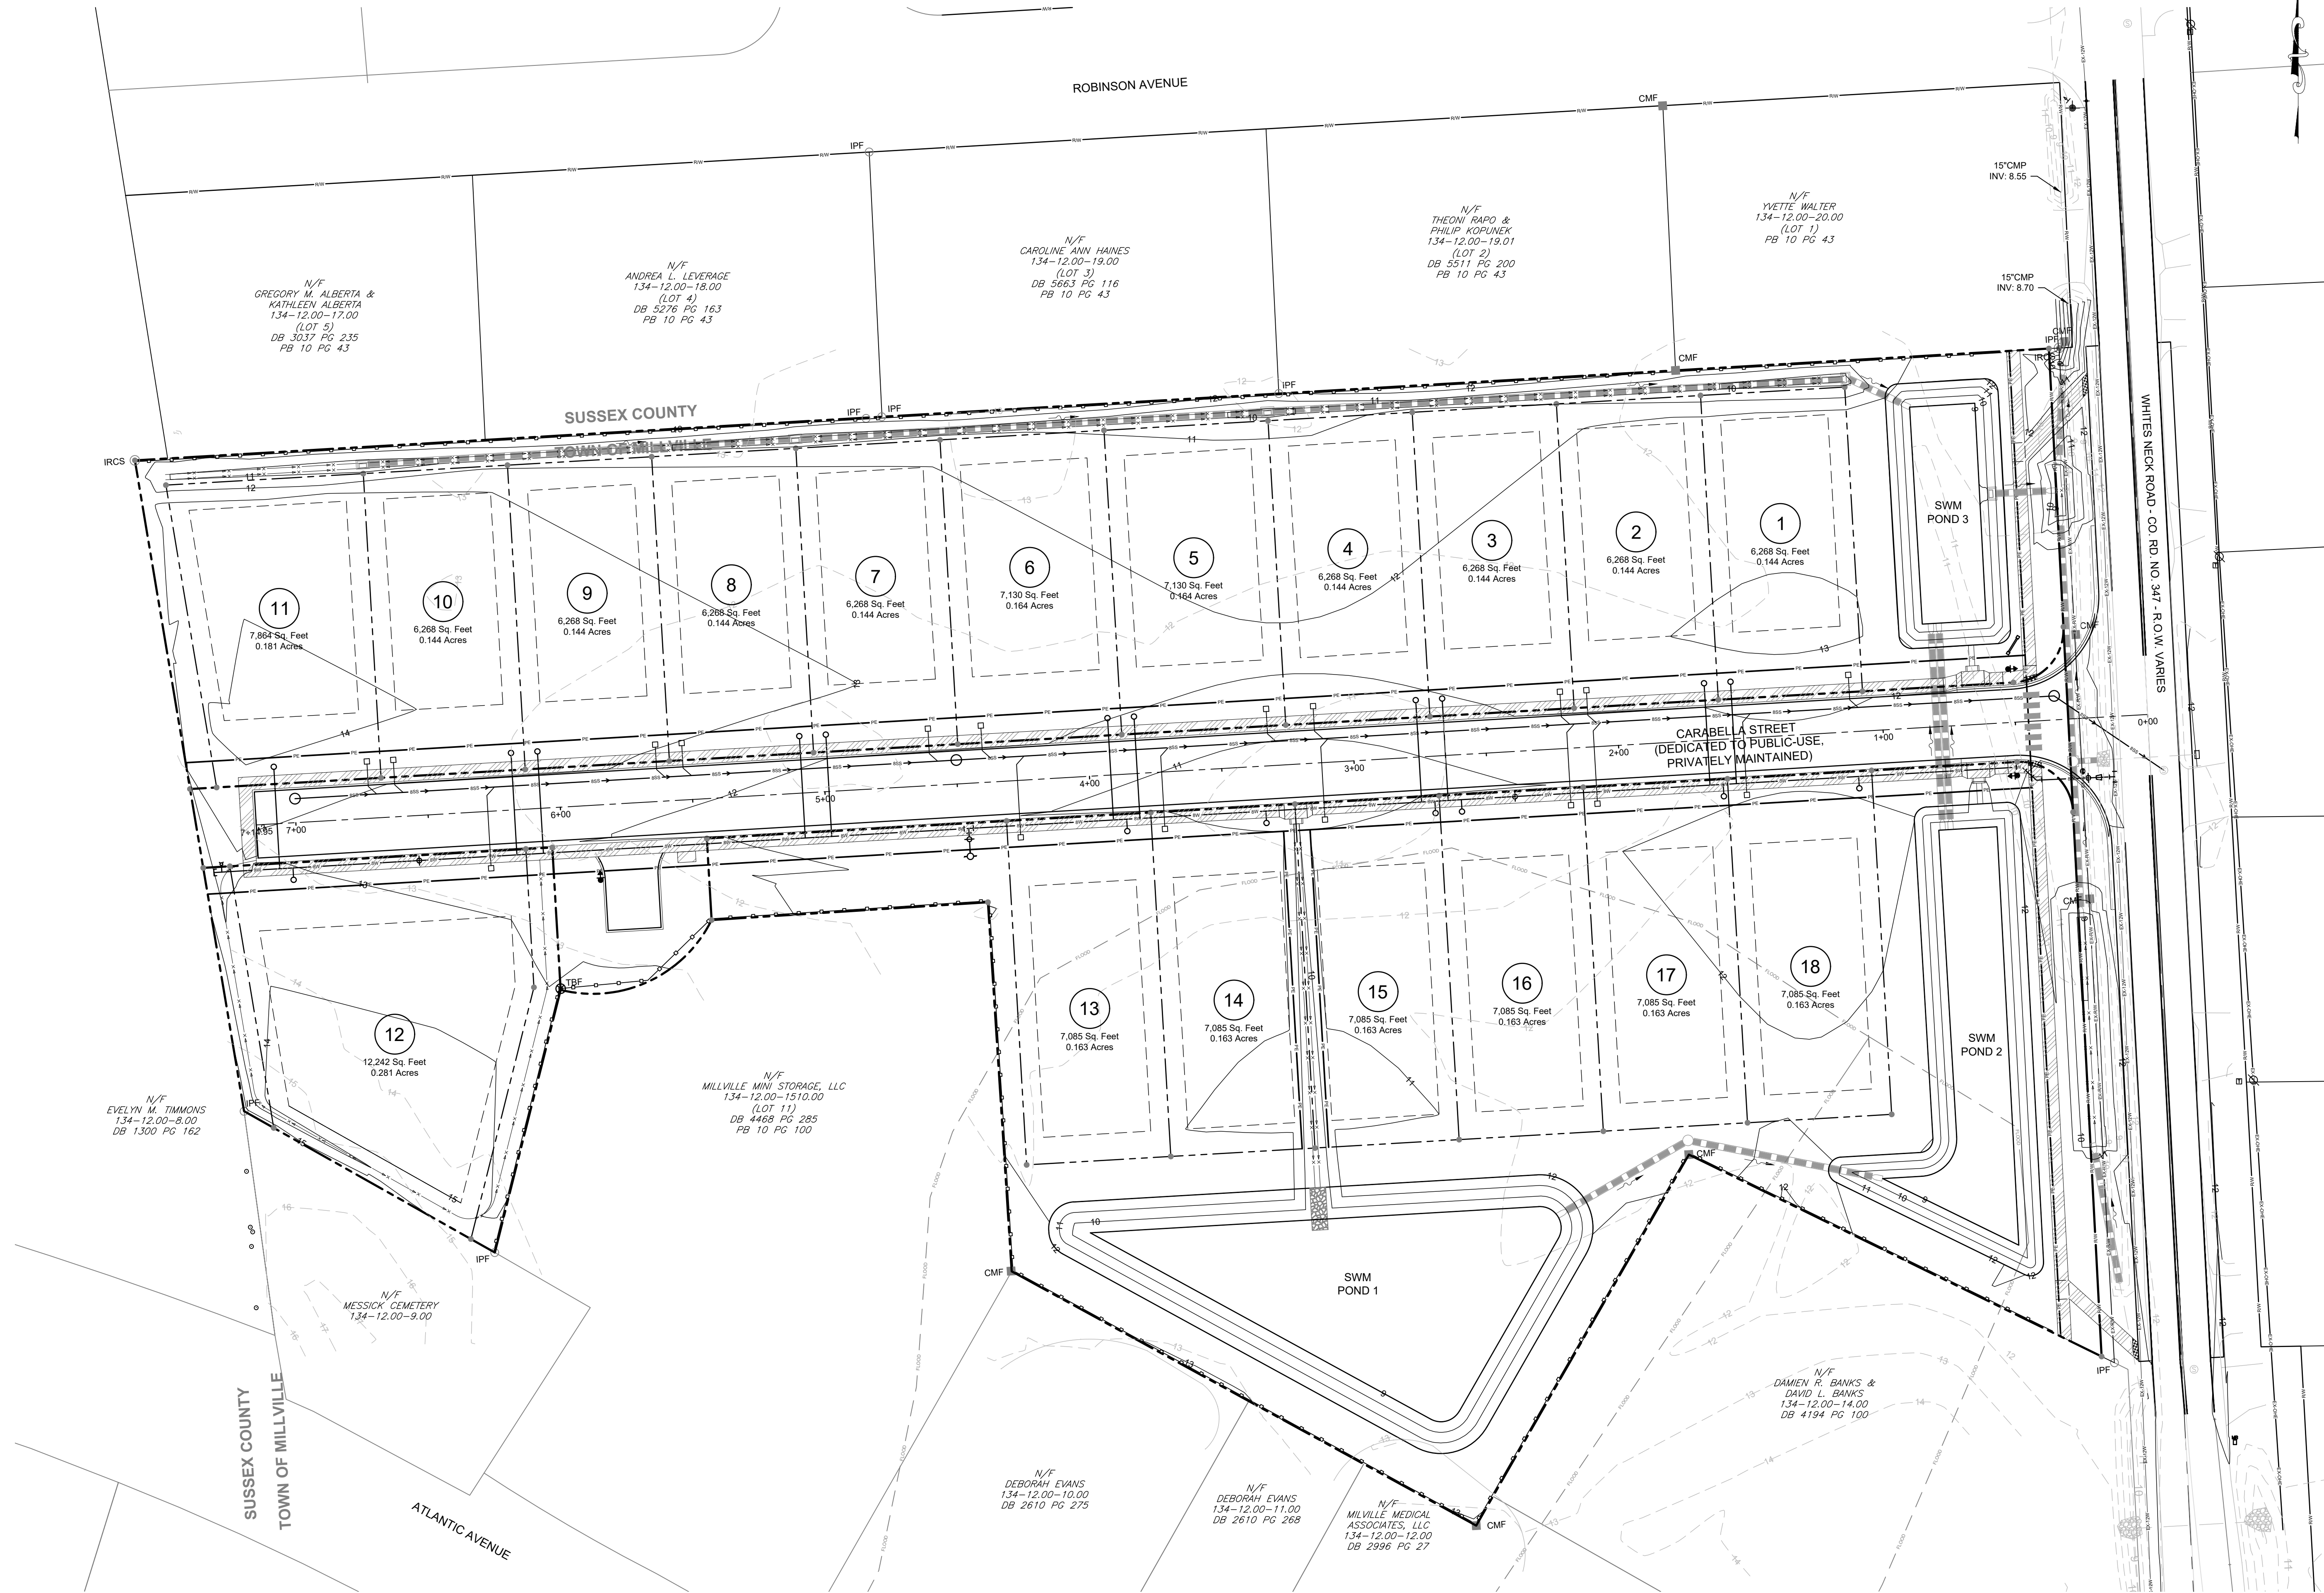 ROBINSON AVENUE
CMF
IPF
15"CMP
INV: 8.55
N/F
YVETTE WALTER
134-12.00-20.00
(LOT 1)
PB 10 PG 43
N/F
THEONI RAPO &
PHILIP KOPUNEK
134-12.00-19.01
(LOT 2)
DB 5511 PG 200
PB 10 PG 43
N/F
CAROLINE ANN HAINES
134-12.00-19.00
(LOT 3)
DB 5663 PG 116
PB 10 PG 43
N/F
ANDREA L. LEVERAGE
134-12.00-18.00
(LOT 4)
DB 5276 PG 163
PB 10 PG 43
N/F
GREGORY M. ALBERTA &
KATHLEEN ALBERTA
134-12.00-17.00
(LOT 5)
DB 3037 PG 235
PB 10 PG 43
15"CMP
INV: 8.70
CMF
IPF
CMF
IPF
IPF
IPF
IRCS
SUSSEX COUNTY
TOWN OF MILLVILLE
WHITES NECK ROAD - CO. RD. NO. 347 - R.O.W. VARIES
SWM
POND 3
1
6,268 Sq. Feet
0.144 Acres
2
6,268 Sq. Feet
0.144 Acres
3
6,268 Sq. Feet
0.144 Acres
4
6,268 Sq. Feet
0.144 Acres
5
7,130 Sq. Feet
0.164 Acres
6
7,130 Sq. Feet
0.164 Acres
7
6,268 Sq. Feet
0.144 Acres
8
6,268 Sq. Feet
0.144 Acres
9
6,268 Sq. Feet
0.144 Acres
10
6,268 Sq. Feet
0.144 Acres
11
7,864 Sq. Feet
0.181 Acres
CMF
CARABELLA STREET
(DEDICATED TO PUBLIC-USE,
PRIVATELY MAINTAINED)
0+00
1+00
2+00
3+00
4+00
5+00
6+00
7+00
CMF
TBF
12
12,242 Sq. Feet
0.281 Acres
13
7,085 Sq. Feet
0.163 Acres
14
7,085 Sq. Feet
0.163 Acres
15
7,085 Sq. Feet
0.163 Acres
16
7,085 Sq. Feet
0.163 Acres
17
7,085 Sq. Feet
0.163 Acres
18
7,085 Sq. Feet
0.163 Acres
SWM
POND 2
N/F
EVELYN M. TIMMONS
134-12.00-8.00
DB 1300 PG 162
IPF
N/F
MILLVILLE MINI STORAGE, LLC
134-12.00-1510.00
(LOT 11)
DB 4468 PG 285
PB 10 PG 100
CMF
IPF
CMF
SWM
POND 1
N/F
MESSICK CEMETERY
134-12.00-9.00
SUSSEX COUNTY
TOWN OF MILLVILLE
ATLANTIC AVENUE
IPF
N/F
DAMIEN R. BANKS &
DAVID L. BANKS
134-12.00-14.00
DB 4194 PG 100
N/F
DEBORAH EVANS
134-12.00-10.00
DB 2610 PG 275
N/F
DEBORAH EVANS
134-12.00-11.00
DB 2610 PG 268
N/F
MILVILLE MEDICAL
ASSOCIATES, LLC
134-12.00-12.00
DB 2996 PG 27
CMF